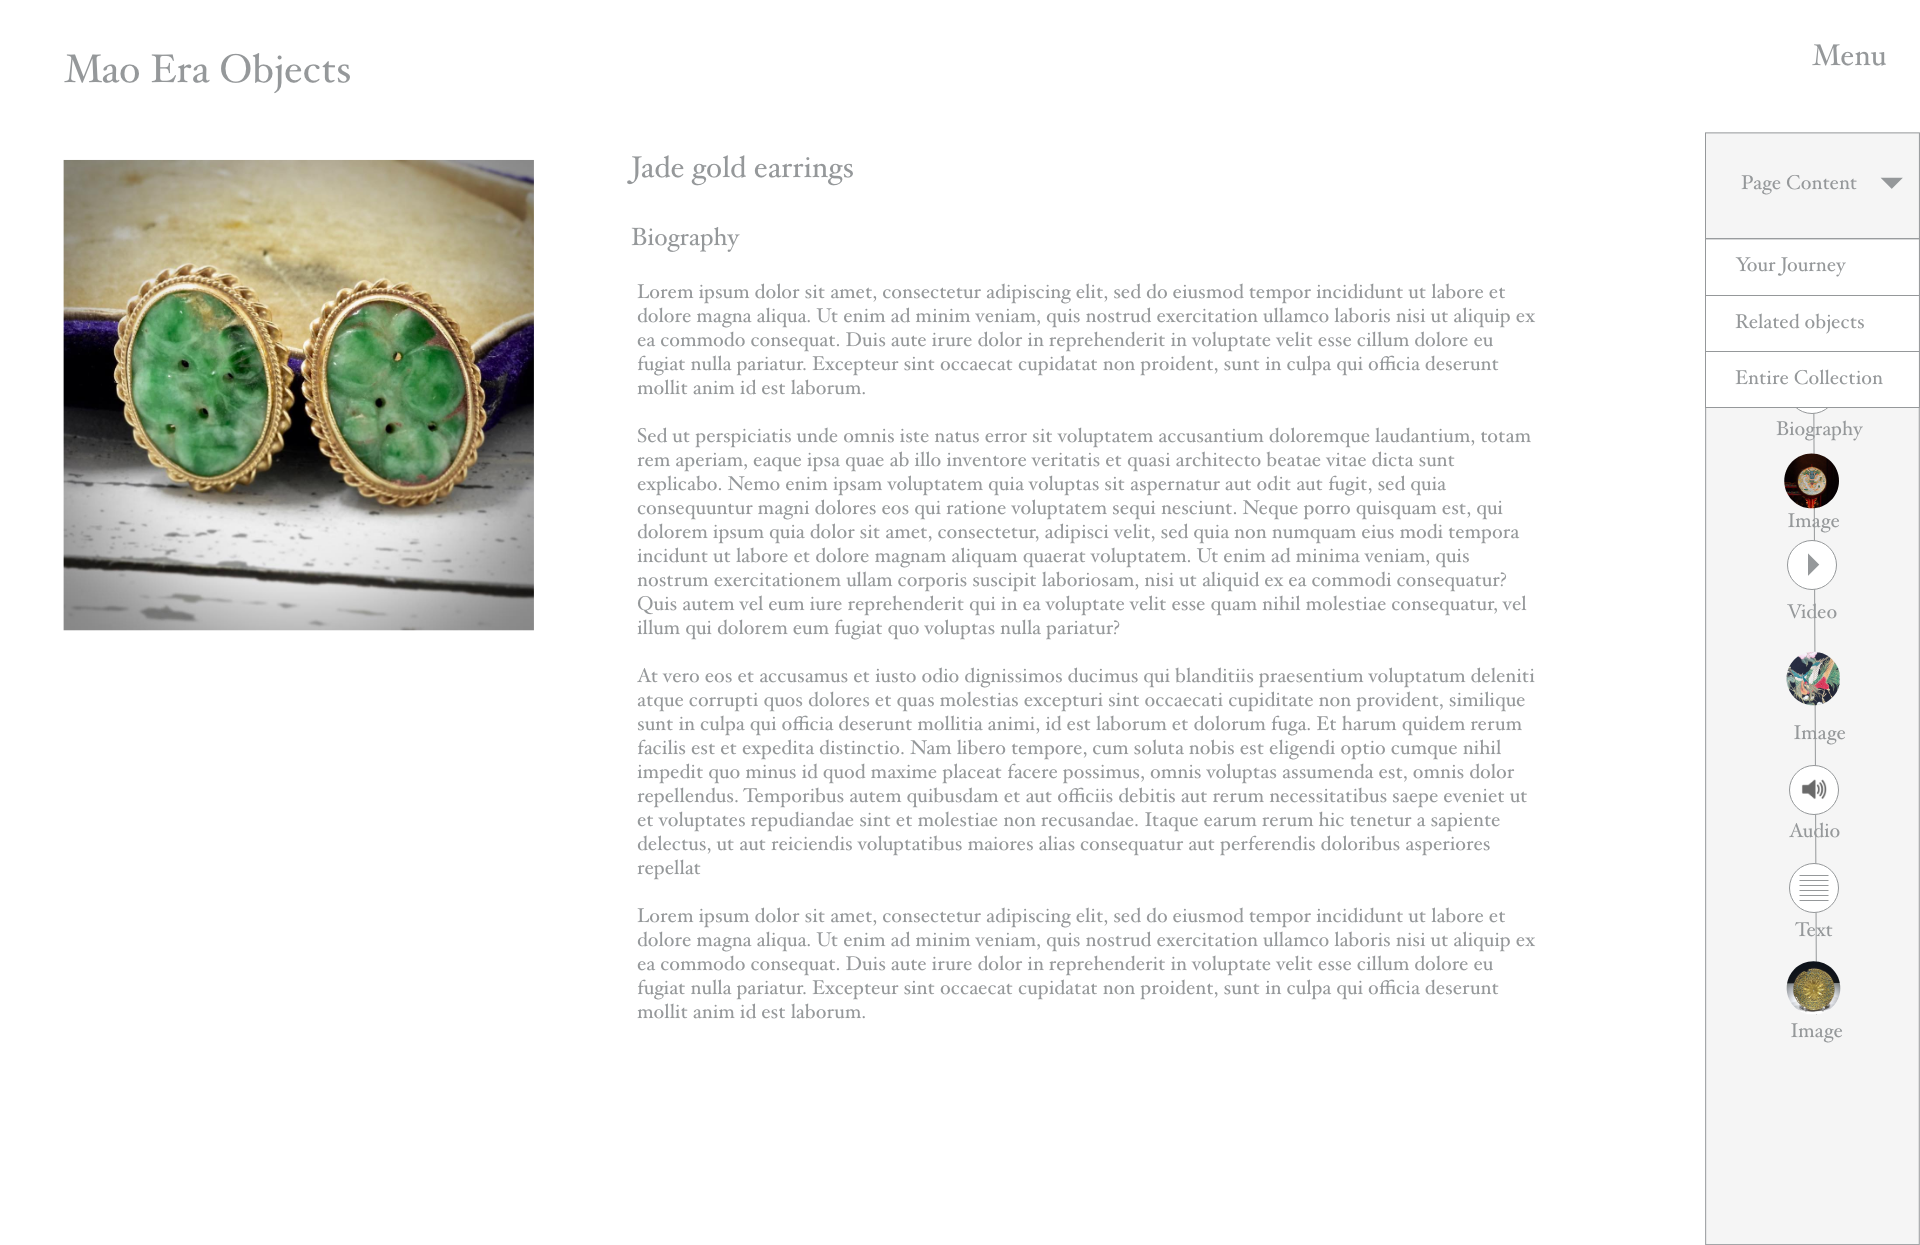 Mao Era Objects
Menu
Jade gold earrings
Biography
Lorem ipsum dolor sit amet, consectetur adipiscing elit, sed do eiusmod tempor incididunt ut labore et
dolore magna aliqua. Ut enim ad minim veniam, quis nostrud exercitation ullamco laboris nisi ut aliquip ex
ea commodo consequat. Duis aute irure dolor in reprehenderit in voluptate velit esse cillum dolore eu
fugiat nulla pariatur. Excepteur sint occaecat cupidatat non proident, sunt in culpa qui officia deserunt
mollit anim id est laborum.
Sed ut perspiciatis unde omnis iste natus error sit voluptatem accusantium doloremque laudantium, totam
rem aperiam, eaque ipsa quae ab illo inventore veritatis et quasi architecto beatae vitae dicta sunt
explicabo. Nemo enim ipsam voluptatem quia voluptas sit aspernatur aut odit aut fugit, sed quia
consequuntur magni dolores eos qui ratione voluptatem sequi nesciunt. Neque porro quisquam est, qui
dolorem ipsum quia dolor sit amet, consectetur, adipisci velit, sed quia non numquam eius modi tempora
incidunt ut labore et dolore magnam aliquam quaerat voluptatem. Ut enim ad minima veniam, quis
nostrum exercitationem ullam corporis suscipit laboriosam, nisi ut aliquid ex ea commodi consequatur?
Quis autem vel eum iure reprehenderit qui in ea voluptate velit esse quam nihil molestiae consequatur, vel
illum qui dolorem eum fugiat quo voluptas nulla pariatur?
At vero eos et accusamus et iusto odio dignissimos ducimus qui blanditiis praesentium voluptatum deleniti
atque corrupti quos dolores et quas molestias excepturi sint occaecati cupiditate non provident, similique
sunt in culpa qui officia deserunt mollitia animi, id est laborum et dolorum fuga. Et harum quidem rerum
facilis est et expedita distinctio. Nam libero tempore, cum soluta nobis est eligendi optio cumque nihil
impedit quo minus id quod maxime placeat facere possimus, omnis voluptas assumenda est, omnis dolor
repellendus. Temporibus autem quibusdam et aut officiis debitis aut rerum necessitatibus saepe eveniet ut
et voluptates repudiandae sint et molestiae non recusandae. Itaque earum rerum hic tenetur a sapiente
delectus, ut aut reiciendis voluptatibus maiores alias consequatur aut perferendis doloribus asperiores
repellat
Lorem ipsum dolor sit amet, consectetur adipiscing elit, sed do eiusmod tempor incididunt ut labore et
dolore magna aliqua. Ut enim ad minim veniam, quis nostrud exercitation ullamco laboris nisi ut aliquip ex
ea commodo consequat. Duis aute irure dolor in reprehenderit in voluptate velit esse cillum dolore eu
fugiat nulla pariatur. Excepteur sint occaecat cupidatat non proident, sunt in culpa qui officia deserunt
mollit anim id est laborum.
Page Content
Your Journey
Related objects
Entire Collection
Biography
Image
Video
Image
Audio
Text
Image